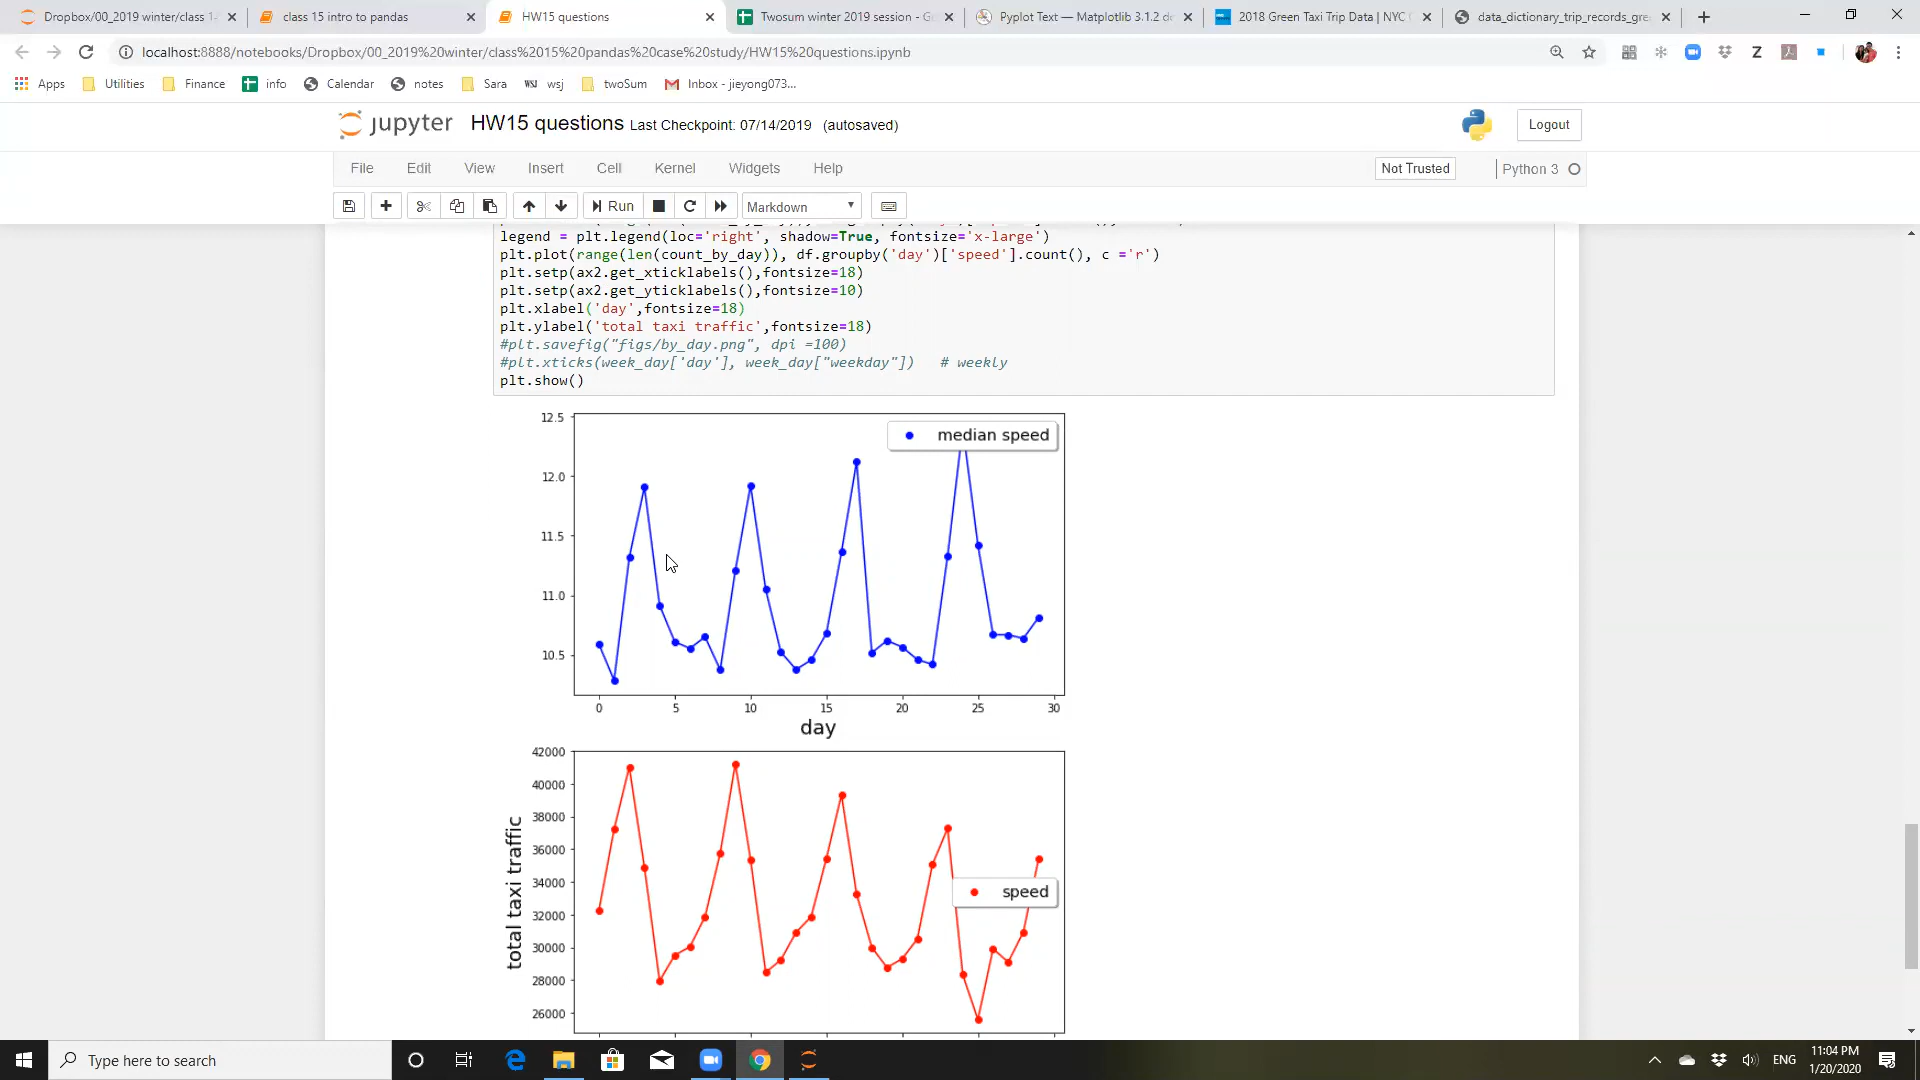 Dropbox/00_2019 winter/class 1-
class 15 intro to pandas
HW15 questions
Twosum winter 2019 session - Go
Pyplot Text — Matplotlib 3.1.2 do
2018 Green Taxi Trip Data | NYC
data_dictionary_trip_records_gre
localhost:8888/notebooks/Dropbox/00_2019%20winter/class%2015%20pandas%20case%20study/HW15%20questions.ipynb
Apps Utilities Finance info Calendar notes Sara WSJ wsj twoSum Inbox - jieyong073...
jupyter HW15 questions Last Checkpoint: 07/14/2019 (autosaved) Logout
File Edit View Insert Cell Kernel Widgets Help Not Trusted Python 3
Run Markdown
legend = plt.legend(loc='right', shadow=True, fontsize='x-large')
plt.plot(range(len(count_by_day)), df.groupby('day')['speed'].count(), c ='r')
plt.setp(ax2.get_xticklabels(),fontsize=18)
plt.setp(ax2.get_yticklabels(),fontsize=10)
plt.xlabel('day',fontsize=18)
plt.ylabel('total taxi traffic',fontsize=18)
#plt.savefig("figs/by_day.png", dpi =100)
#plt.xticks(week_day['day'], week_day["weekday"]) # weekly
plt.show()
12.5
median speed
12.0
11.5
11.0
10.5
0 5 10 15 20 25 30
day
42000
40000
38000
36000
34000
32000
30000
28000
26000
total taxi traffic
speed
Type here to search
ENG
11:04 PM
1/20/2020